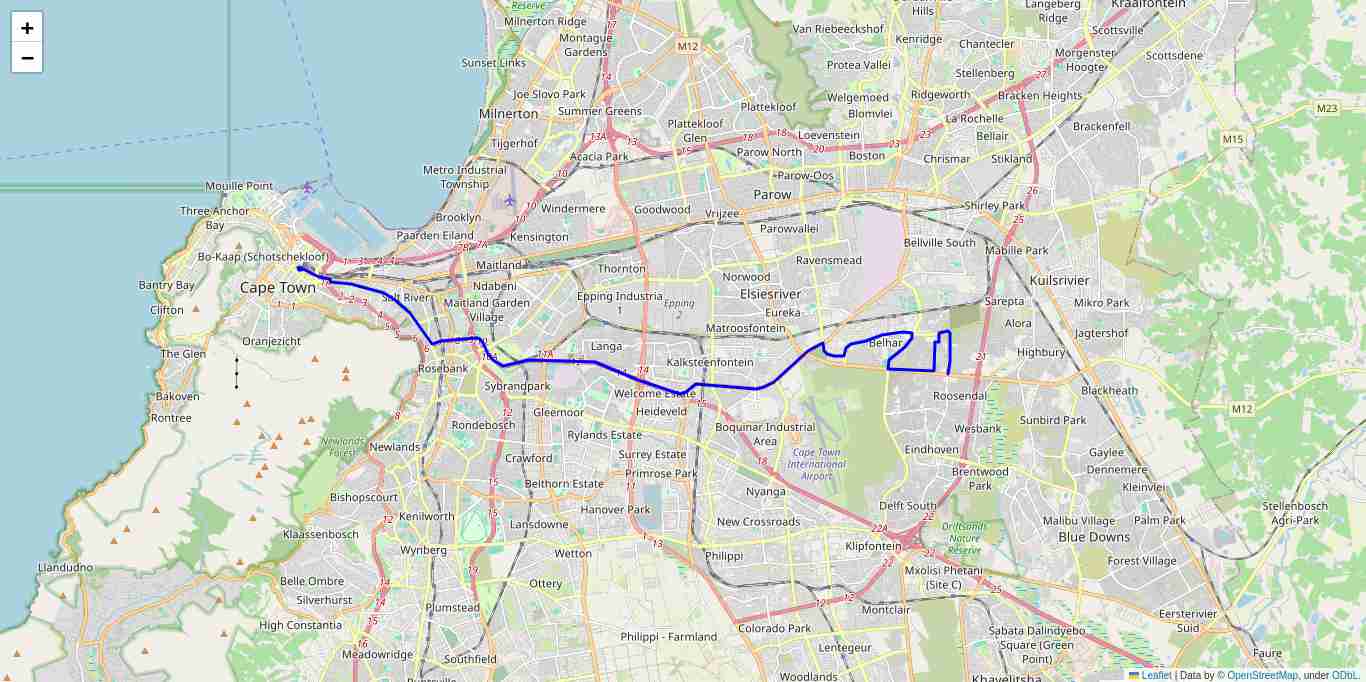 +
−
Milnerton Ridge
Montague
Gardens
Sunset Links
Reserve
M12
Van Riebeeckshof
Hills
Langeberg
Ridge
Kraaifontein
Kenridge
Chantecler
Scottsville
Morgenster
Hoogte
Scottsdene
Protea Vallei
Stellenberg
Joe Slovo Park
Summer Greens
Welgemoed
Ridgeworth
Bracken Heights
M23
Plattekloof
Blomvlei
Milnerton
Plattekloof
Glen
La Rochelle
Brackenfell
Loevenstein
Bellair
M15
Tijgerhof
Acacia Park
Parow North
Boston
Chrismar
Stikland
Metro Industrial
Township
Parow-Oos
Mouille Point
Parow
Three Anchor
Bay
Brooklyn
Windermere
Goodwood
Vrijzee
Shirley Park
Paarden Eiland
Kensington
Parowvallei
Bellville South
Mabille Park
Bo-Kaap (Schotschekloof)
Maitland
Thornton
Ravensmead
Bantry Bay
Cape Town
Ndabeni
Norwood
Kuilsrivier
Clifton
Salt River
Maitland Garden
Village
Epping Industria
1
Epping
2
Elsiesriver
Sarepta
Mikro Park
Eureka
Oranjezicht
Matroosfontein
Alora
Jagtershof
The Glen
Rosebank
Langa
Kalksteenfontein
Belhar
Highbury
Bakoven
Sybrandpark
Welcome Estate
Roosendal
Blackheath
Rontree
Gleemoor
Heideveld
M12
Newlands
Forest
Newlands
Rondebosch
Rylands Estate
Boquinar Industrial
Area
Wesbank
Sunbird Park
Crawford
Surrey Estate
Cape Town
International
Airport
Eindhoven
Gaylee
Bishopscourt
Belthorn Estate
Primrose Park
Brentwood
Park
Dennemere
Kleinvlei
Nyanga
Kenilworth
Hanover Park
Delft South
Stellenbosch
Agri-Park
Klaassenbosch
Lansdowne
New Crossroads
22A
Driftsands
Nature
Reserve
Malibu Village
Palm Park
Blue Downs
Wynberg
Wetton
Philippi
Klipfontein
Forest Village
Llandudno
Belle Ombre
Ottery
Mxolisi Phetani
(Site C)
Silverhurst
Plumstead
Montclair
Eersterivier
Suid
High Constantia
Philippi - Farmland
Colorado Park
Sabata Dalindyebo
Square (Green
Point)
Meadowridge
Southfield
Lentegeur
Faure
Woodlands
Khayelitsha
Leaflet | Data by © OpenStreetMap, under ODbL.